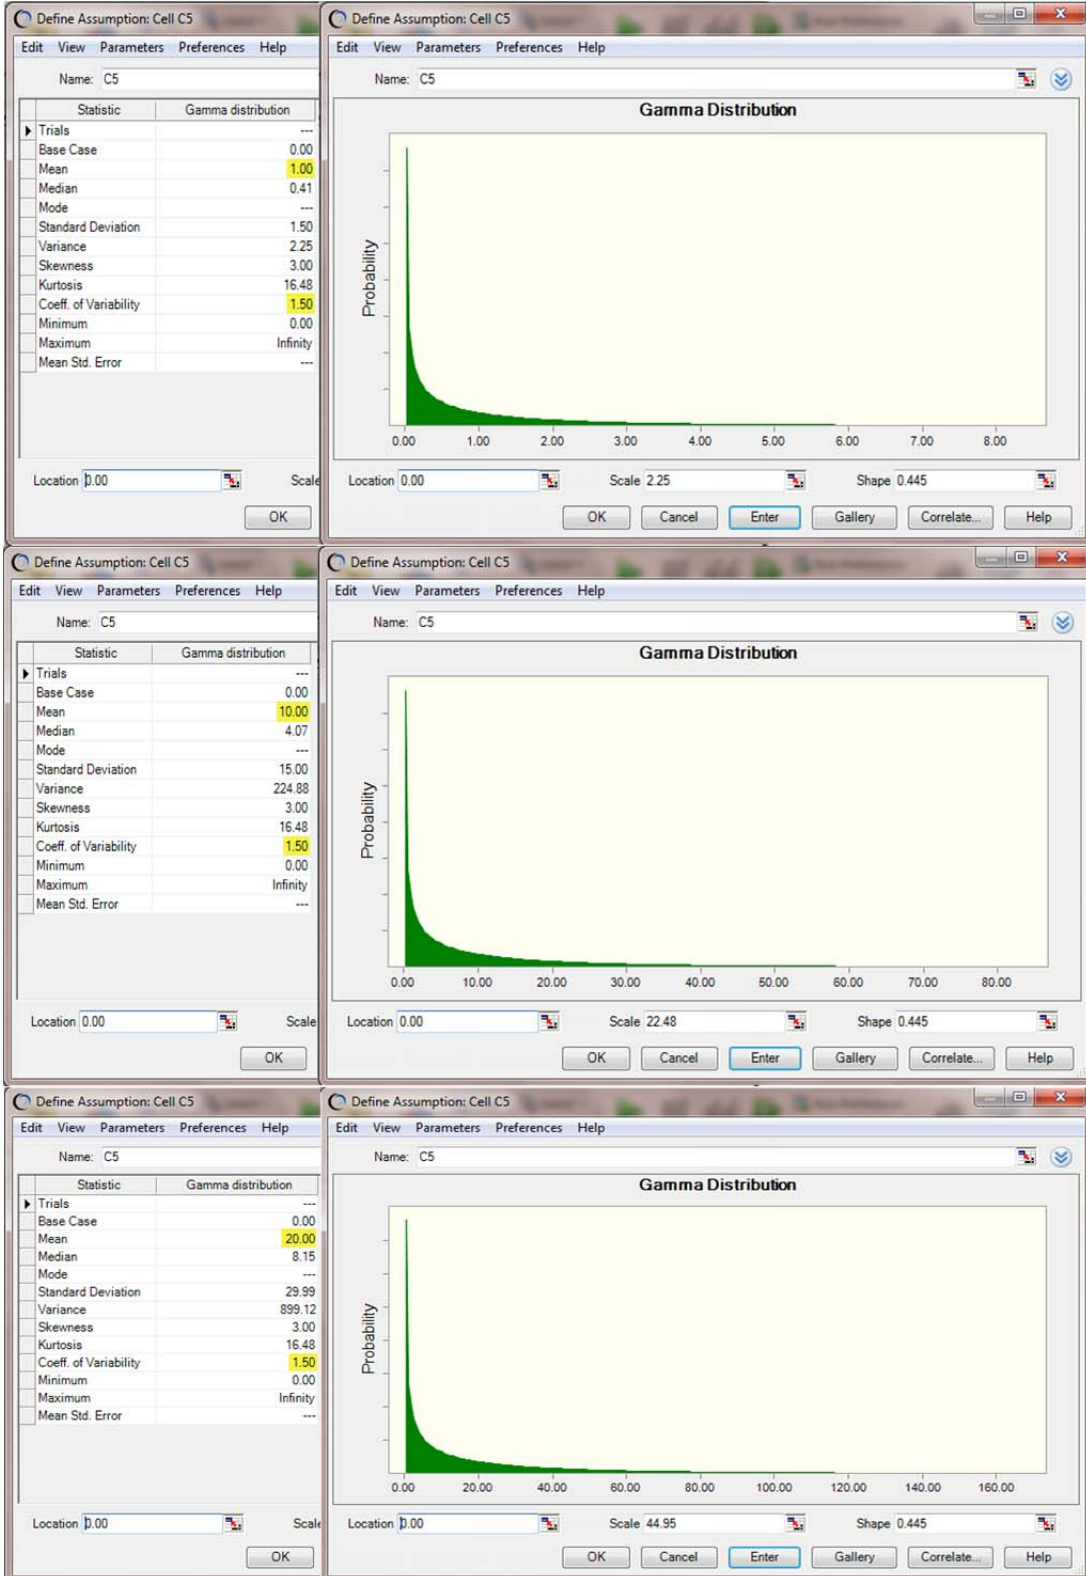 Define Assumption: Cell C5
Edit View Parameters Preferences Help
Name: C5
Statistic Gamma distribution
Trials ---
Base Case 0.00
Mean 1.00
Median 0.41
Mode ---
Standard Deviation 1.50
Variance 2.25
Skewness 3.00
Kurtosis 16.48
Coeff. of Variability 1.50
Minimum 0.00
Maximum Infinity
Mean Std. Error ---
Location 0.00 Scale
OK
Define Assumption: Cell C5
Edit View Parameters Preferences Help
Name: C5
Gamma Distribution
Probability
0.00 1.00 2.00 3.00 4.00 5.00 6.00 7.00 8.00
Location 0.00 Scale 2.25 Shape 0.445
OK Cancel Enter Gallery Correlate... Help
Define Assumption: Cell C5
Edit View Parameters Preferences Help
Name: C5
Statistic Gamma distribution
Trials ---
Base Case 0.00
Mean 10.00
Median 4.07
Mode ---
Standard Deviation 15.00
Variance 224.88
Skewness 3.00
Kurtosis 16.48
Coeff. of Variability 1.50
Minimum 0.00
Maximum Infinity
Mean Std. Error ---
Location 0.00 Scale
OK
Define Assumption: Cell C5
Edit View Parameters Preferences Help
Name: C5
Gamma Distribution
Probability
0.00 10.00 20.00 30.00 40.00 50.00 60.00 70.00 80.00
Location 0.00 Scale 22.48 Shape 0.445
OK Cancel Enter Gallery Correlate... Help
Define Assumption: Cell C5
Edit View Parameters Preferences Help
Name: C5
Statistic Gamma distribution
Trials ---
Base Case 0.00
Mean 20.00
Median 8.15
Mode ---
Standard Deviation 29.99
Variance 899.12
Skewness 3.00
Kurtosis 16.48
Coeff. of Variability 1.50
Minimum 0.00
Maximum Infinity
Mean Std. Error ---
Location 0.00 Scale
OK
Define Assumption: Cell C5
Edit View Parameters Preferences Help
Name: C5
Gamma Distribution
Probability
0.00 20.00 40.00 60.00 80.00 100.00 120.00 140.00 160.00
Location 0.00 Scale 44.95 Shape 0.445
OK Cancel Enter Gallery Correlate... Help